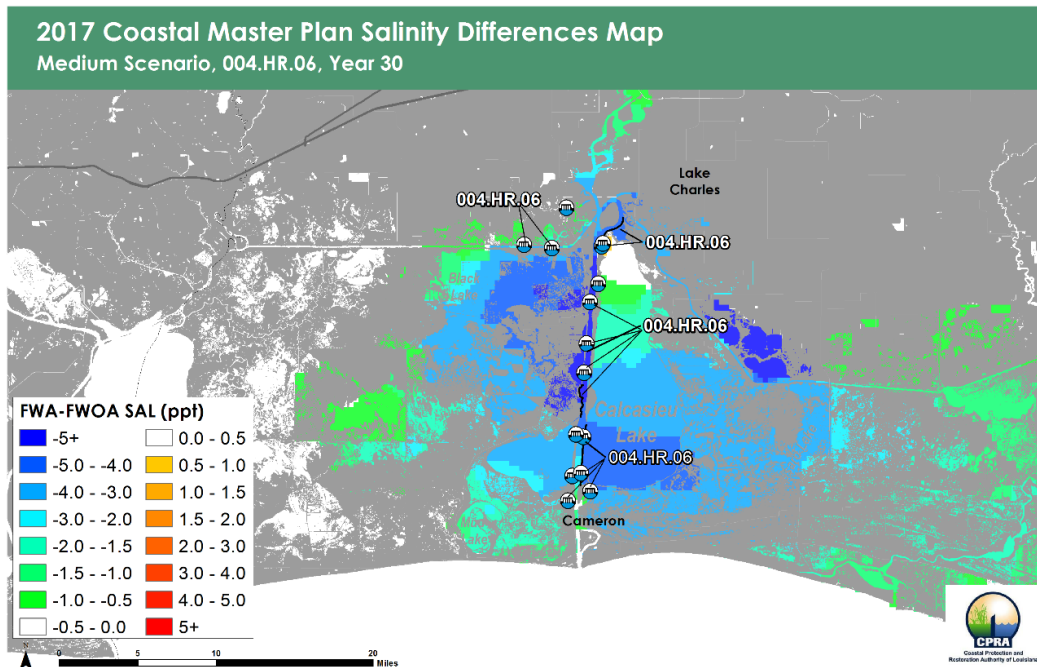 2017 Coastal Master Plan Salinity Differences Map
Medium Scenario, 004.HR.06, Year 30
Lake
Charles
004.HR.06
004.HR.06
Black
Lake
004.HR.06
Calcasieu
Lake
004.HR.06
Cameron
Mud
Lake
FWA-FWOA SAL (ppt)
-5+ 0.0 - 0.5
-5.0 - -4.0 0.5 - 1.0
-4.0 - -3.0 1.0 - 1.5
-3.0 - -2.0 1.5 - 2.0
-2.0 - -1.5 2.0 - 3.0
-1.5 - -1.0 3.0 - 4.0
-1.0 - -0.5 4.0 - 5.0
-0.5 - 0.0 5+
N
0 5 10 20
Miles
CPRA
Coastal Protection and
Restoration Authority of Louisiana